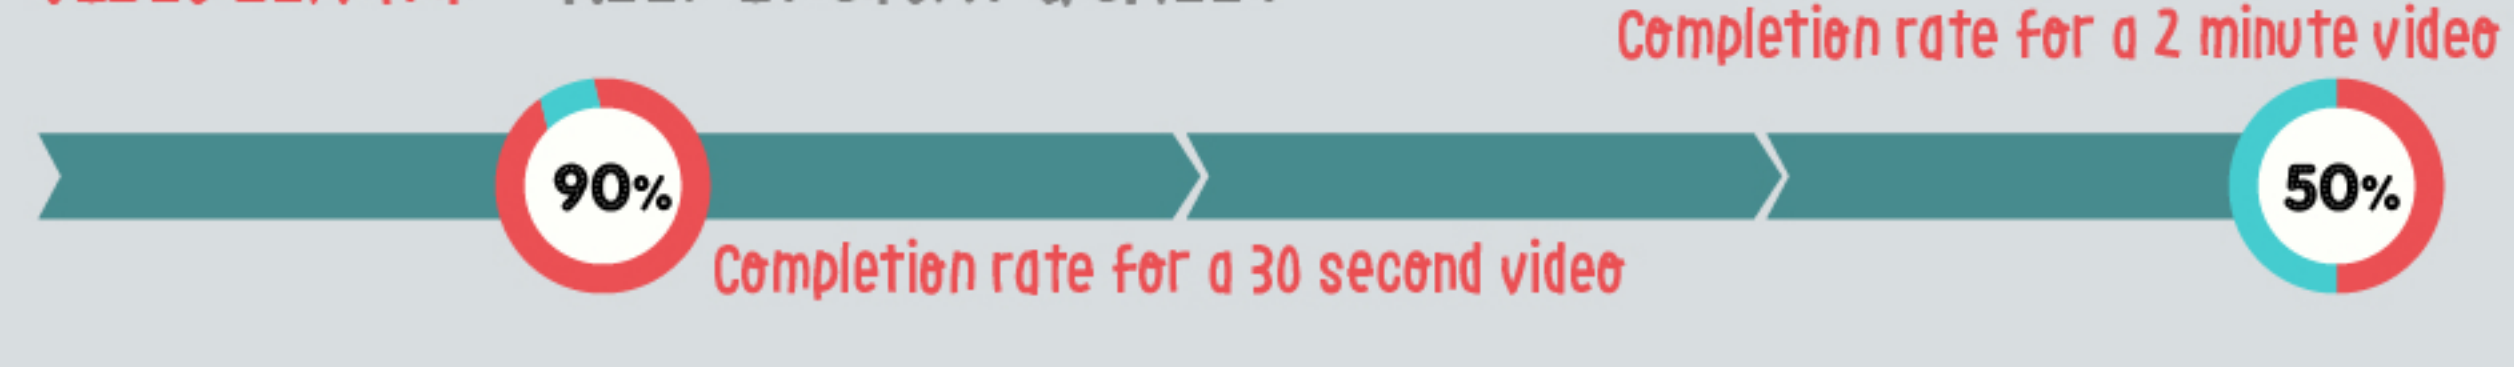 Completion rate for a 2 minute video
90%
50%
Completion rate for a 30 second video